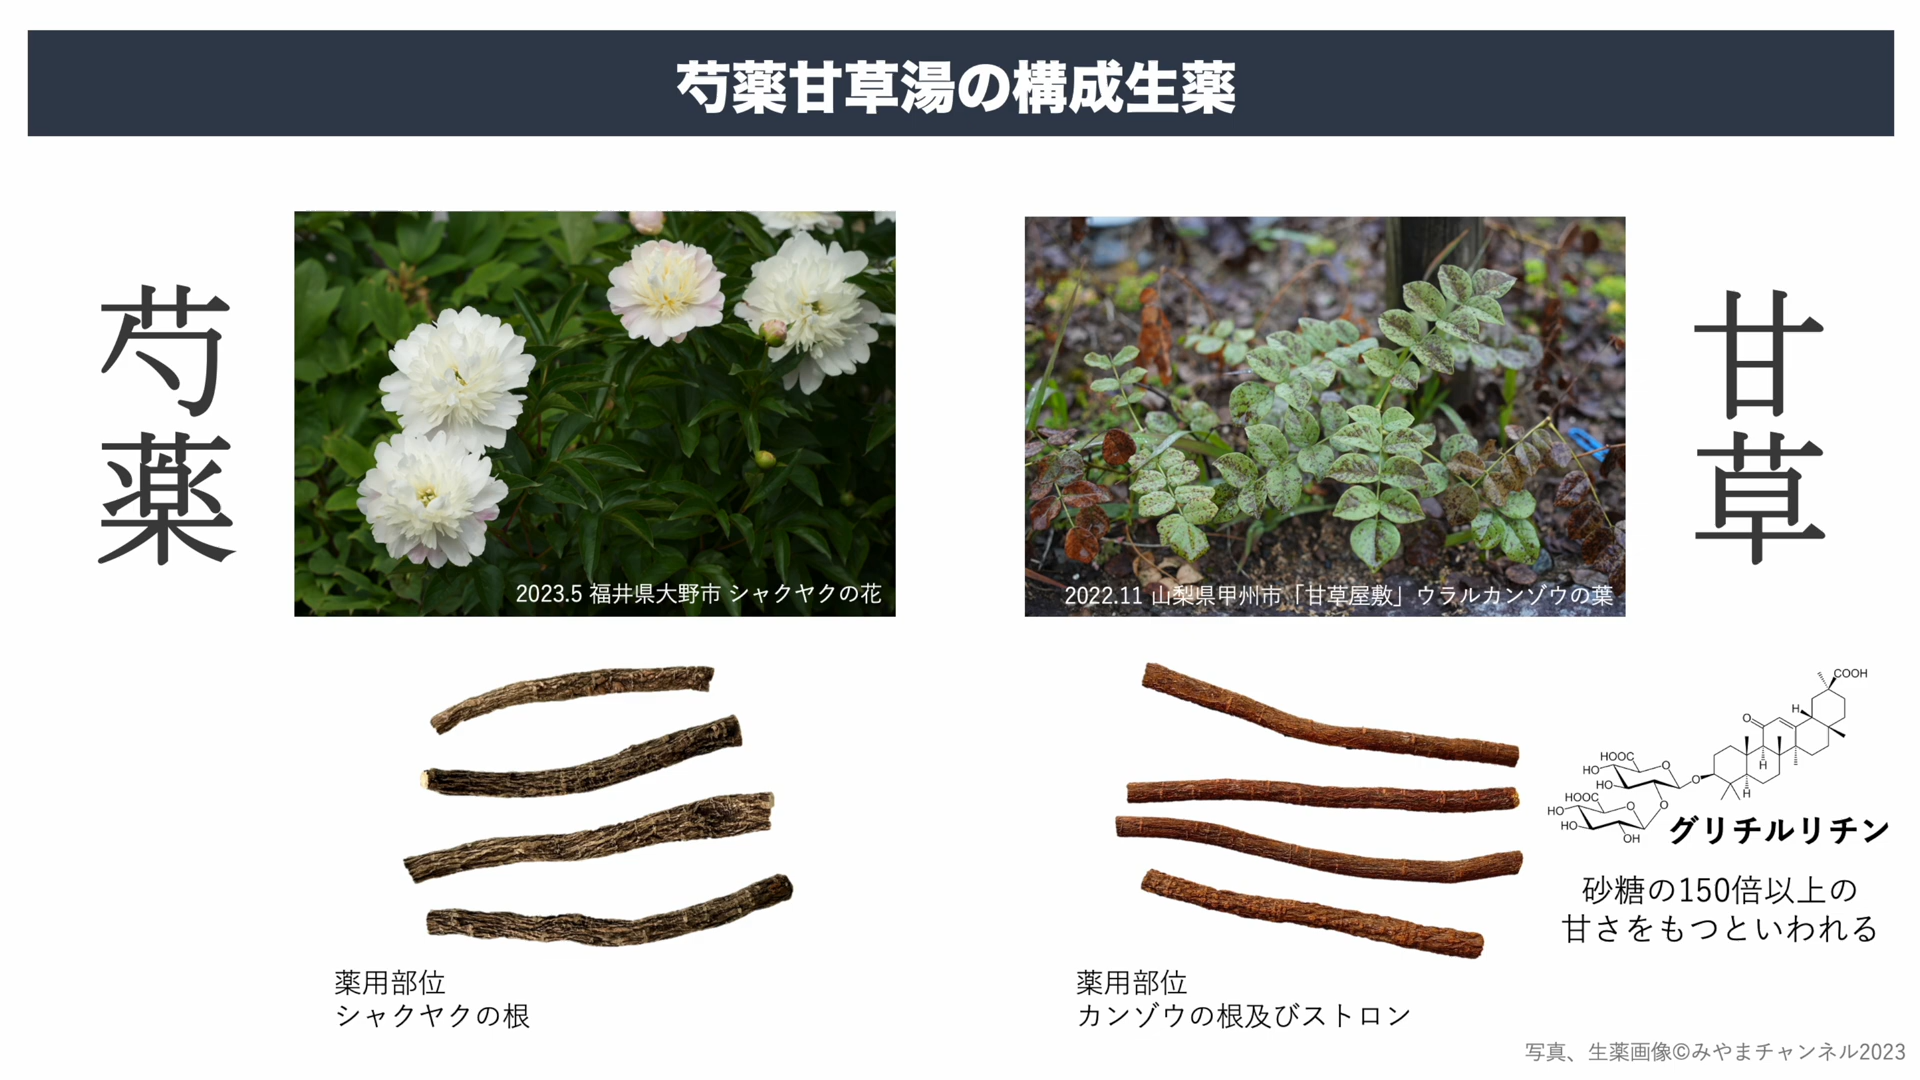 芍薬甘草湯の構成生薬
芍薬
2023.5 福井県大野市 シャクヤクの花
2022.11 山梨県甲州市「甘草屋敷」ウラルカンゾウの葉
甘草
薬用部位
シャクヤクの根
薬用部位
カンゾウの根及びストロン
COOH
H
O
H
H
HOOC
O
HO
O
HO
HOOC
O
O
HO
HO
OH
グリチルリチン
砂糖の150倍以上の
甘さをもつといわれる
写真、生薬画像©みやまチャンネル2023